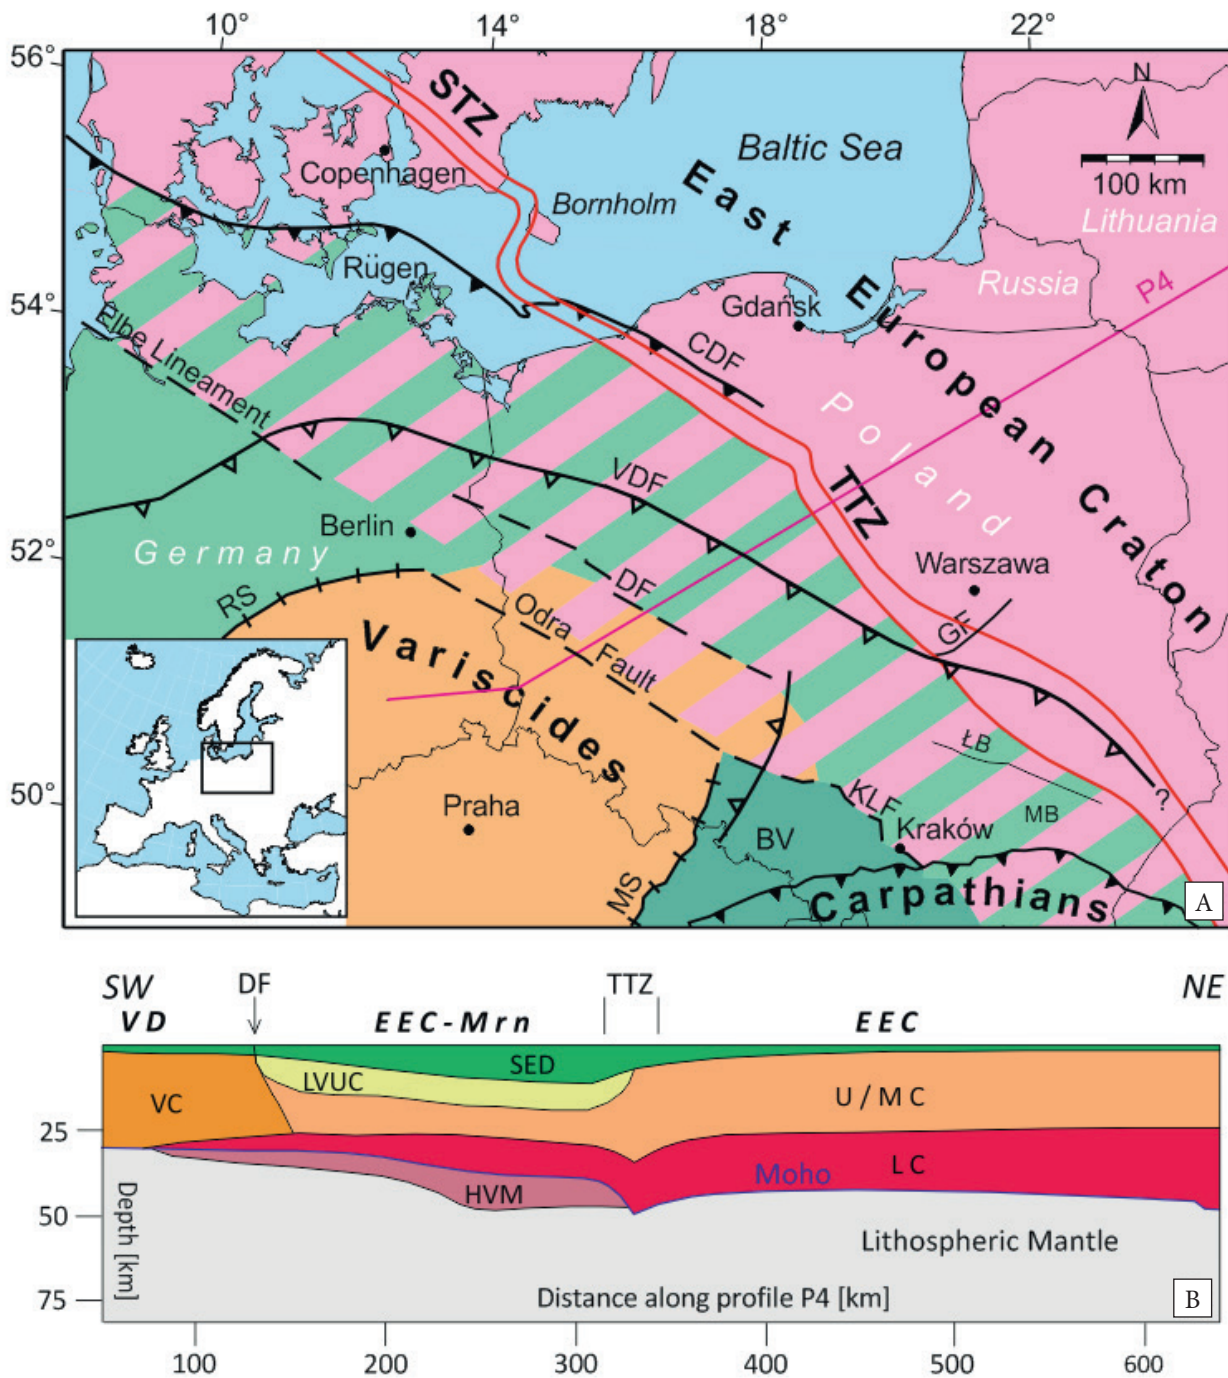 10° 14° 18° 22°
56°
STZ
N
Copenhagen
Baltic Sea
East European Craton
100 km
Bornholm
Lithuania
Rügen
Russia
P4
54°
Gdańsk
Elbe Lineament
CDF
Poland
VDF
TTZ
Berlin
Germany
52°
Warszawa
DF
RS
Odra Fault
GF
Variscides
ŁB
50°
KLF
?
Praha
MB
BV
Kraków
MS
Carpathians
A
SW DF TTZ NE
VD EEC-Mrn EEC
SED
LVUC
VC
U / M C
25
LC
Moho
HVM
50
Depth [km]
Lithospheric Mantle
75
Distance along profile P4 [km]
B
100 200 300 400 500 600